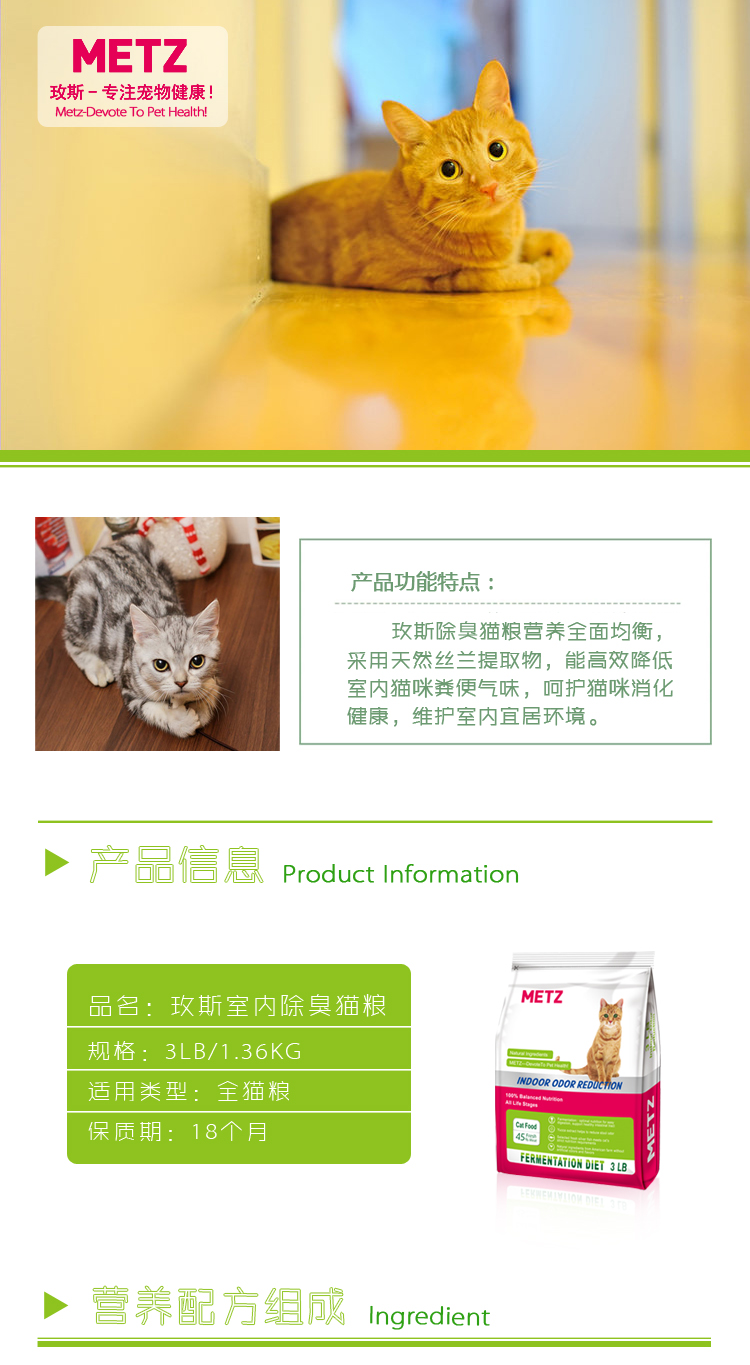 METZ
玫斯－专注宠物健康！
Metz-Devote To Pet Health!
产品功能特点：
玫斯除臭猫粮营养全面均衡，
采用天然丝兰提取物，能高效降低
室内猫咪粪便气味，呵护猫咪消化
健康，维护室内宜居环境。
产品信息 Product Information
品名：玫斯室内除臭猫粮
规格：3LB/1.36KG
适用类型：全猫粮
保质期：18个月
METZ
Natural Ingredients
METZ--DevoteTo Pet Health
INDOOR ODOR REDUCTION
100% Balanced Nutrition
All Life Stages
Cat Food
45%
METZ
FERMENTATION DIET 3 LB
营养配方组成 Ingredient